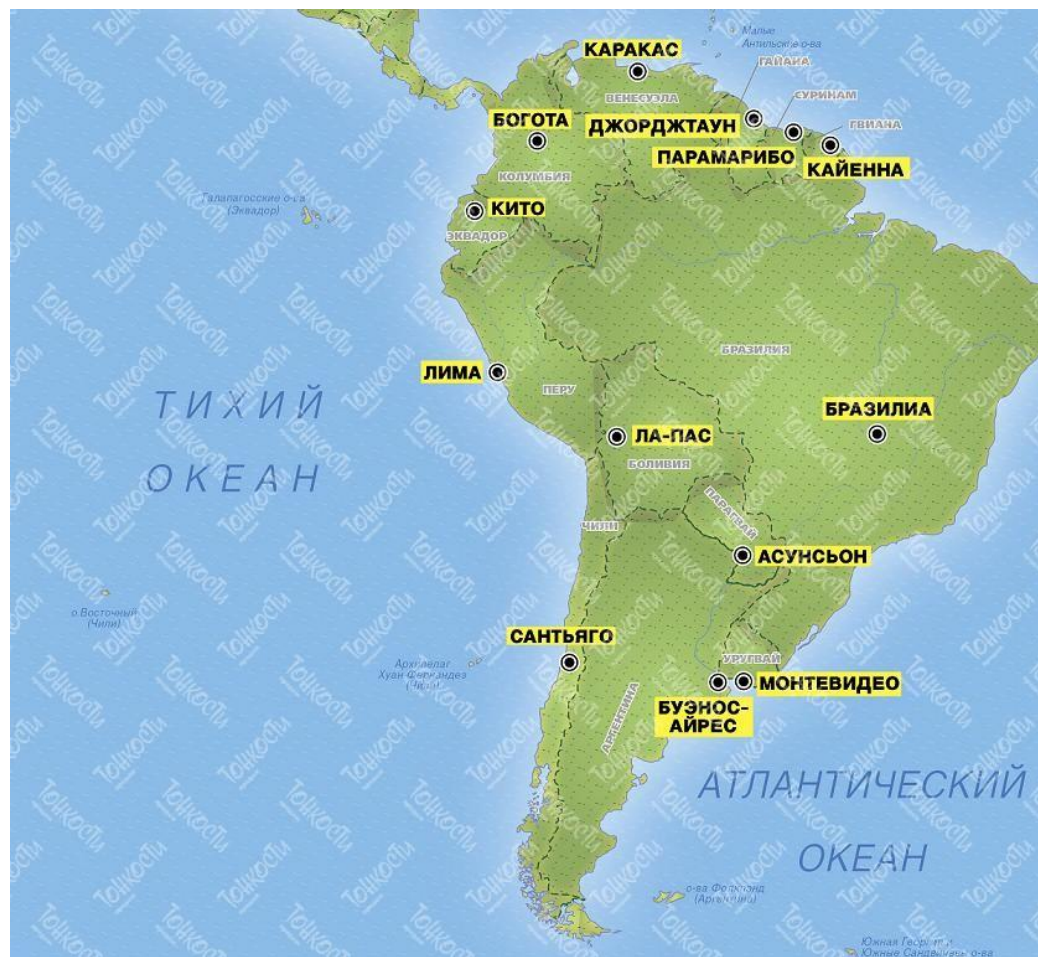 Малые
Антильские о-ва
КАРАКАС
ГАЙАНА
ВЕНЕСУЭЛА
СУРИНАМ
БОГОТА
ДЖОРДЖТАУН
ГВИАНА
ПАРАМАРИБО
КАЙЕННА
КОЛУМБИЯ
Галапагосские о-ва
(Эквадор)
КИТО
ЭКВАДОР
БРАЗИЛИЯ
ЛИМА
ПЕРУ
ТИХИЙ
ОКЕАН
БРАЗИЛИА
ЛА-ПАС
БОЛИВИЯ
ПАРАГВАЙ
ЧИЛИ
АСУНСЬОН
о.Восточный
(Чили)
САНТЬЯГО
Архипелаг
Хуан Фернандез
(Чили)
УРУГВАЙ
МОНТЕВИДЕО
БУЭНОС-
АЙРЕС
АРГЕНТИНА
АТЛАНТИЧЕСКИЙ
ОКЕАН
о-ва Фолкленд
(Аргентина)
Южная Георгия и
Южные Сандвичевы о-ва
Тонкости